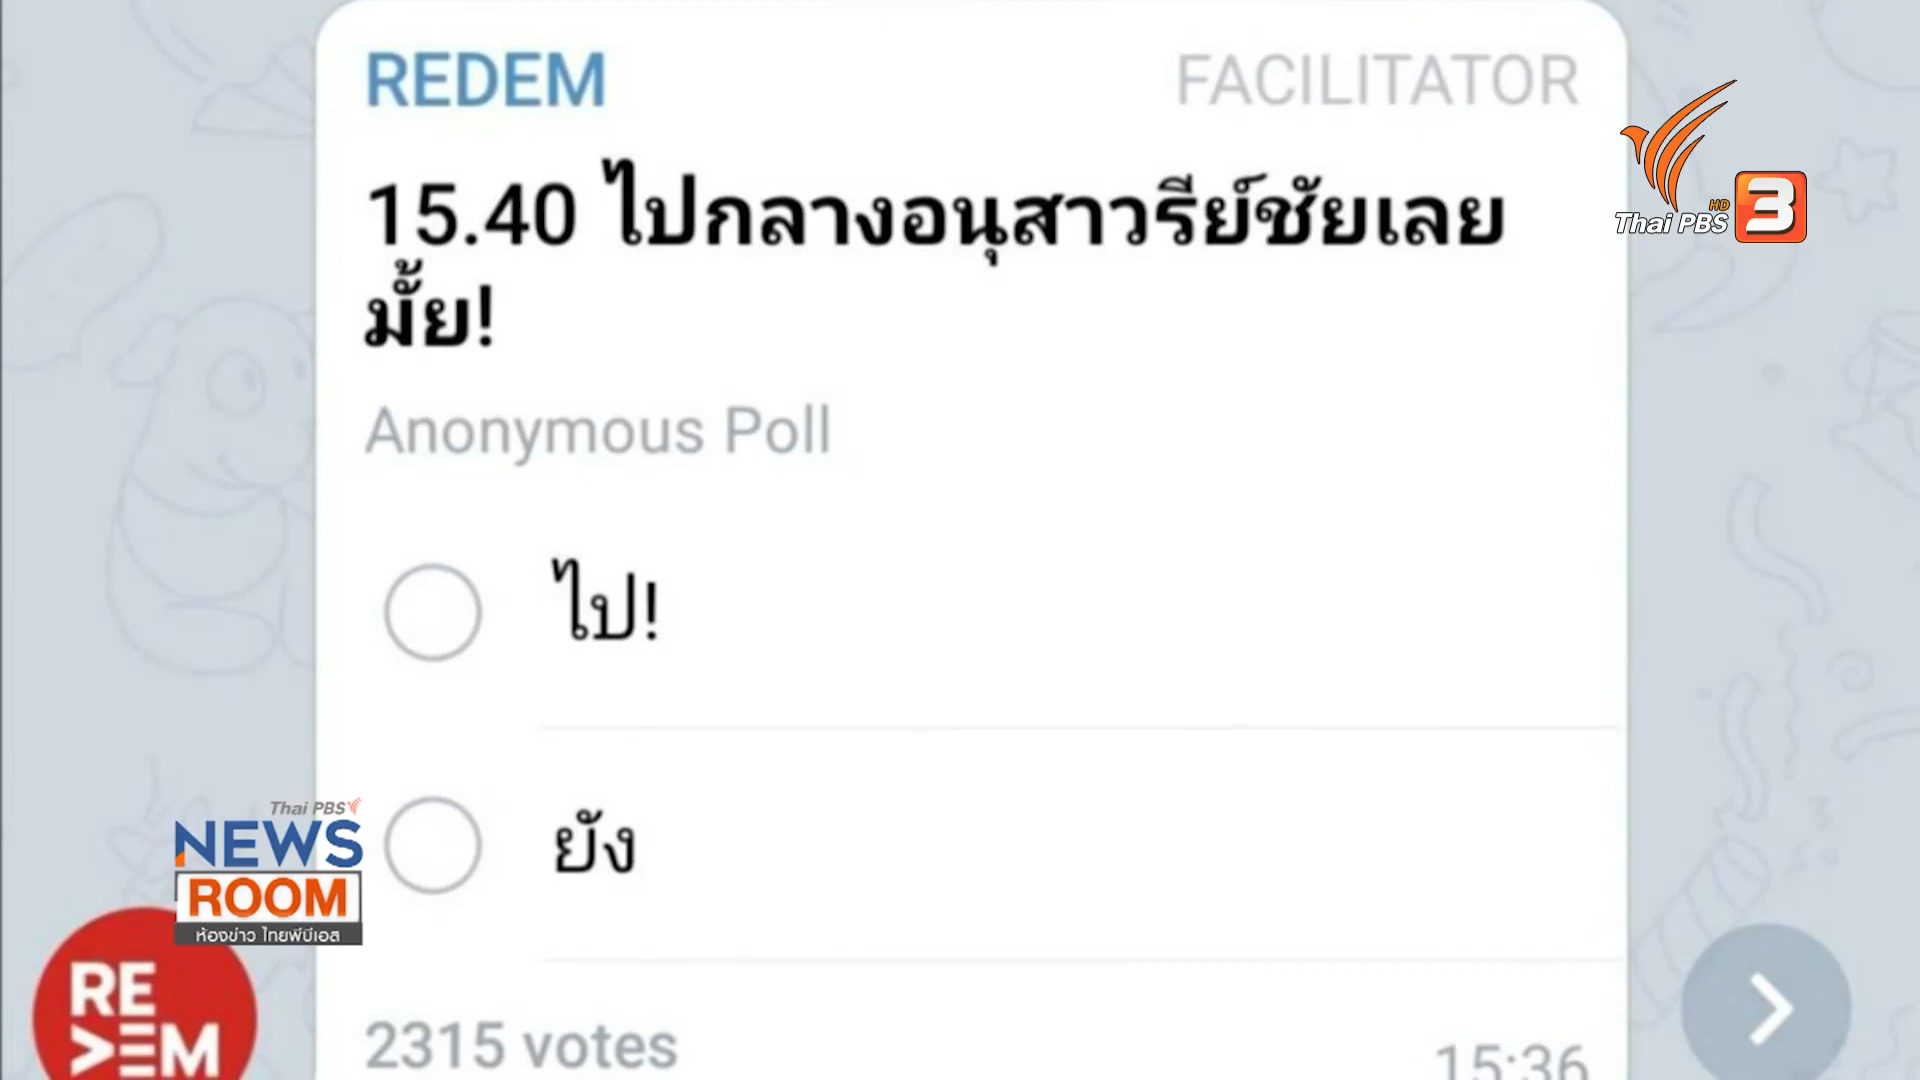 REDEM
FACILITATOR
15.40 ไปกลางอนุสาวรีย์ชัยเลย
มั้ย!
Anonymous Poll
ไป!
ยัง
2315 votes
15:36
Thai PBS
HD
3
Thai PBS
NEWS
ROOM
ห้องข่าว ไทยพีบีเอส
RE
>EM